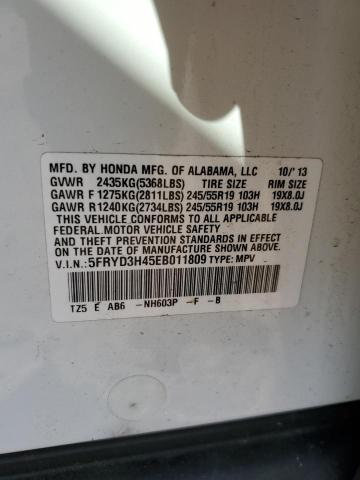 MFD. BY HONDA MFG. OF ALABAMA, LLC 10/'13
GVWR 2435KG(5368LBS) TIRE SIZE RIM SIZE
GAWR F 1275KG(2811LBS) 245/55R19 103H 19X8.0J
GAWR R 1240KG(2734LBS) 245/55R19 103H 19X8.0J
THIS VEHICLE CONFORMS TO ALL APPLICABLE
FEDERAL MOTOR VEHICLE SAFETY
STANDARDS IN EFFECT ON THE DATE OF
MANUFACTURE SHOWN ABOVE.
V.I.N.: 5FRYD3H45EB011809 TYPE: MPV
TZ5 E AB6 -NH603P -F -B